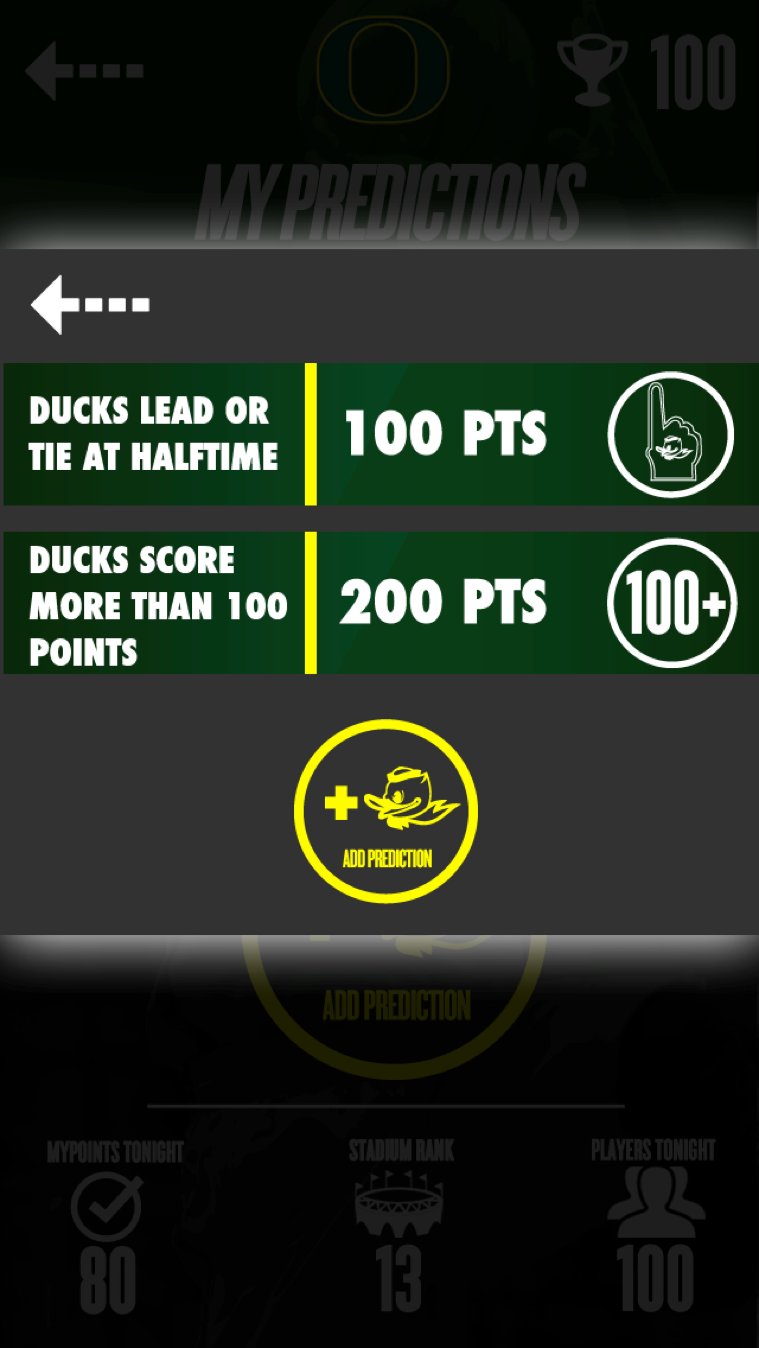 100
MY PREDICTIONS
DUCKS LEAD OR
TIE AT HALFTIME
100 PTS
DUCKS SCORE
MORE THAN 100
POINTS
200 PTS
100+
ADD PREDICTION
ADD PREDICTION
MYPOINTS TONIGHT
STADIUM RANK
PLAYERS TONIGHT
80
13
100